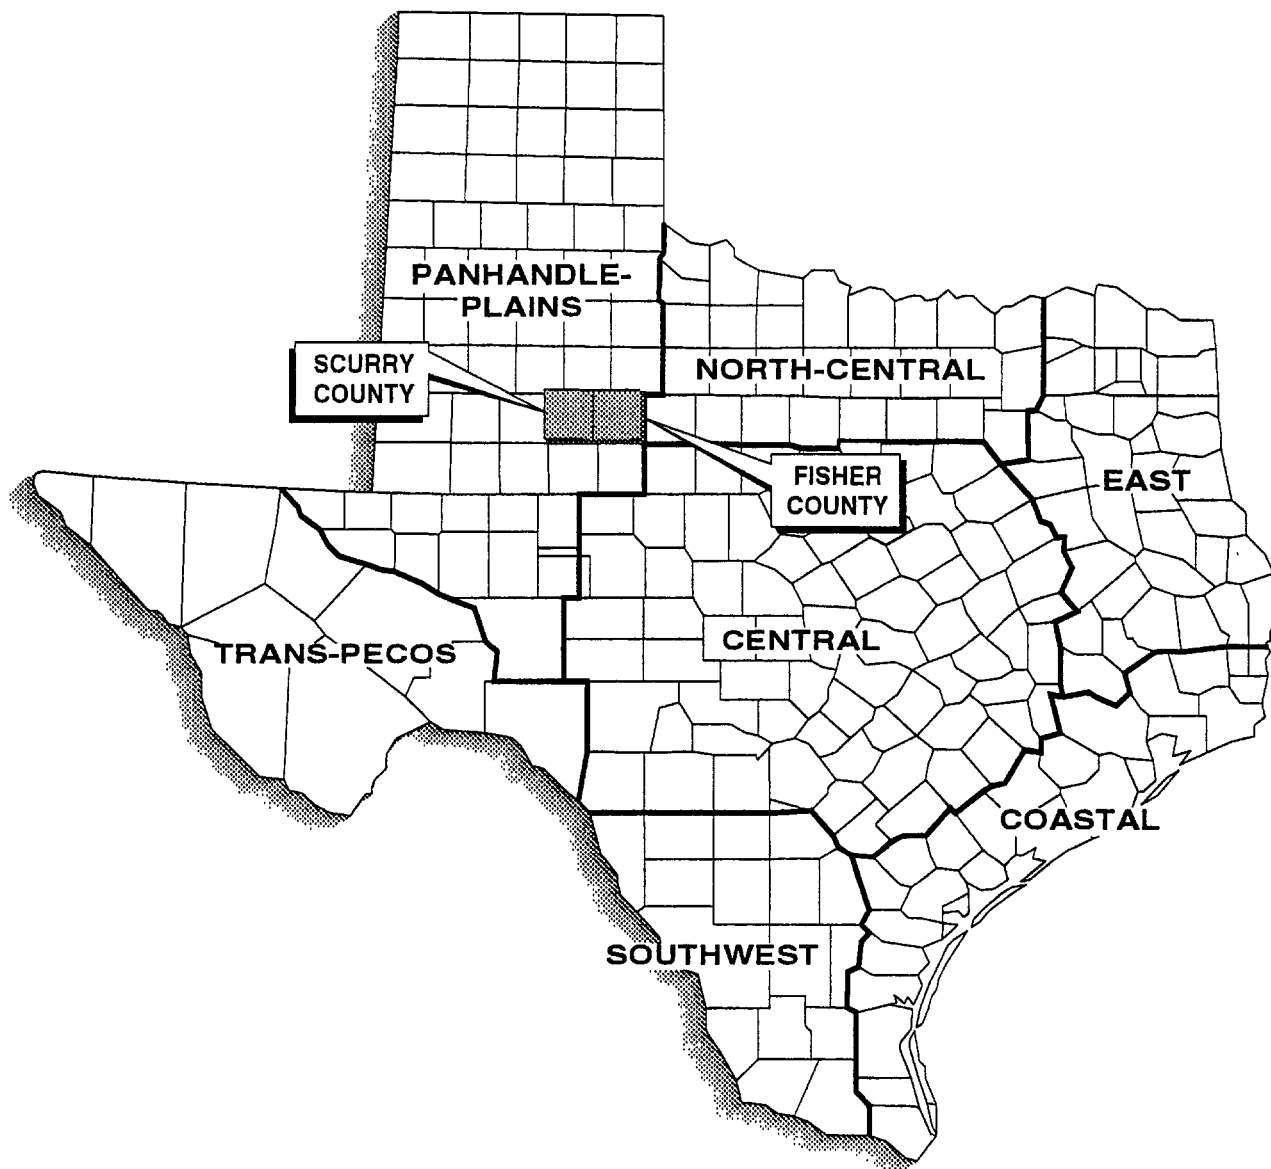 PANHANDLE-
PLAINS
SCURRY
COUNTY
NORTH-CENTRAL
FISHER
COUNTY
EAST
TRANS-PECOS
CENTRAL
COASTAL
SOUTHWEST